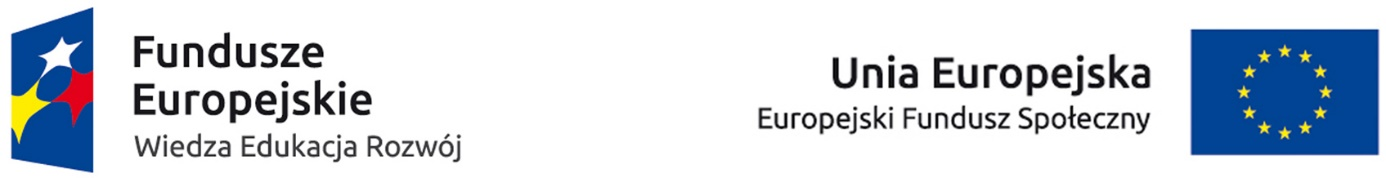 Fundusze
Europejskie
Wiedza Edukacja Rozwój
Unia Europejska
Europejski Fundusz Społeczny